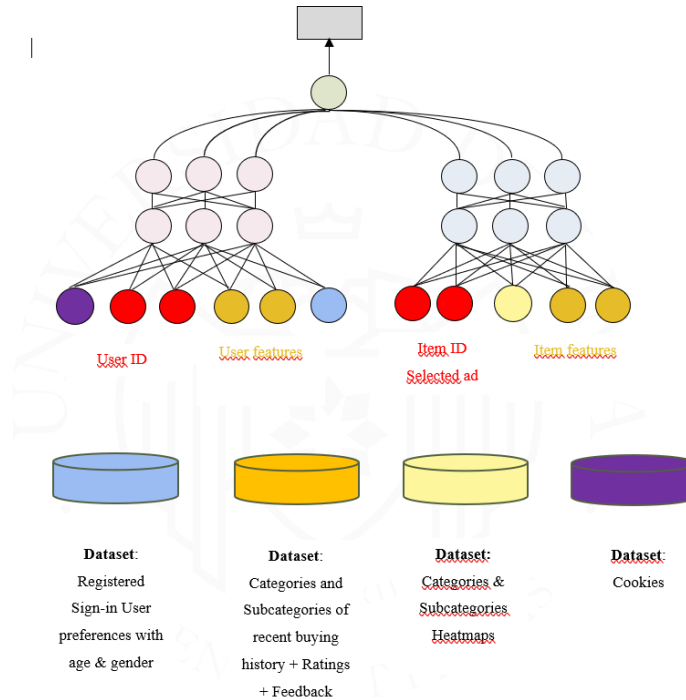 User ID
User features
Item ID
Item features
Selected ad
Dataset:
Registered
Sign-in User
preferences with
age & gender
Dataset:
Categories and
Subcategories of
recent buying
history + Ratings
+ Feedback
Dataset:
Categories &
Subcategories
Heatmaps
Dataset:
Cookies